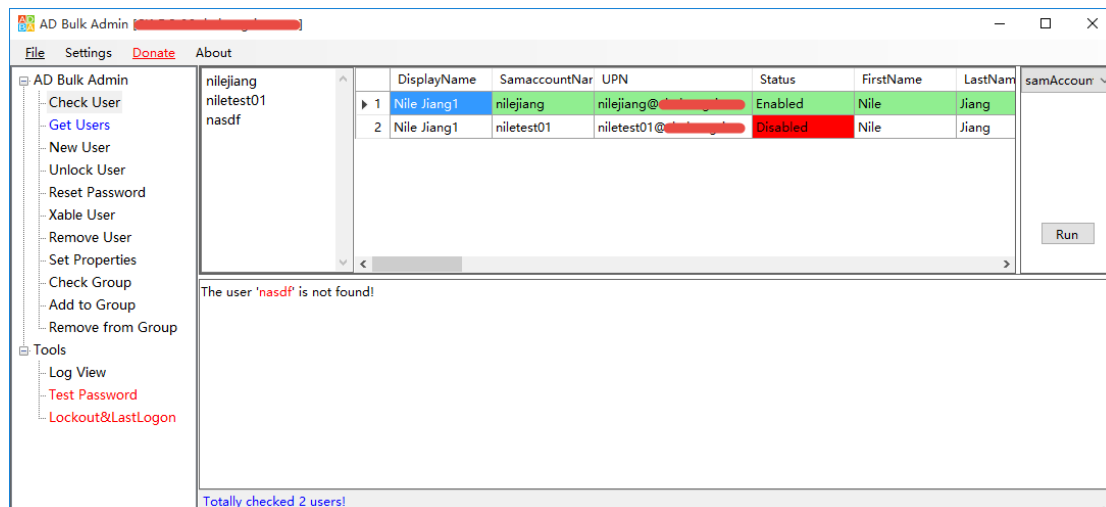 AD Bulk Admin [
File Settings Donate About
AD Bulk Admin
Check User
Get Users
New User
Unlock User
Reset Password
Xable User
Remove User
Set Properties
Check Group
Add to Group
Remove from Group
Tools
Log View
Test Password
Lockout&LastLogon
nilejiang
niletest01
nasdf
DisplayName SamaccountNar UPN Status FirstName LastNam
1 Nile Jiang1 nilejiang nilejiang@ Enabled Nile Jiang
2 Nile Jiang1 niletest01 niletest01@ Disabled Nile Jiang
samAccoun
Run
The user 'nasdf' is not found!
Totally checked 2 users!